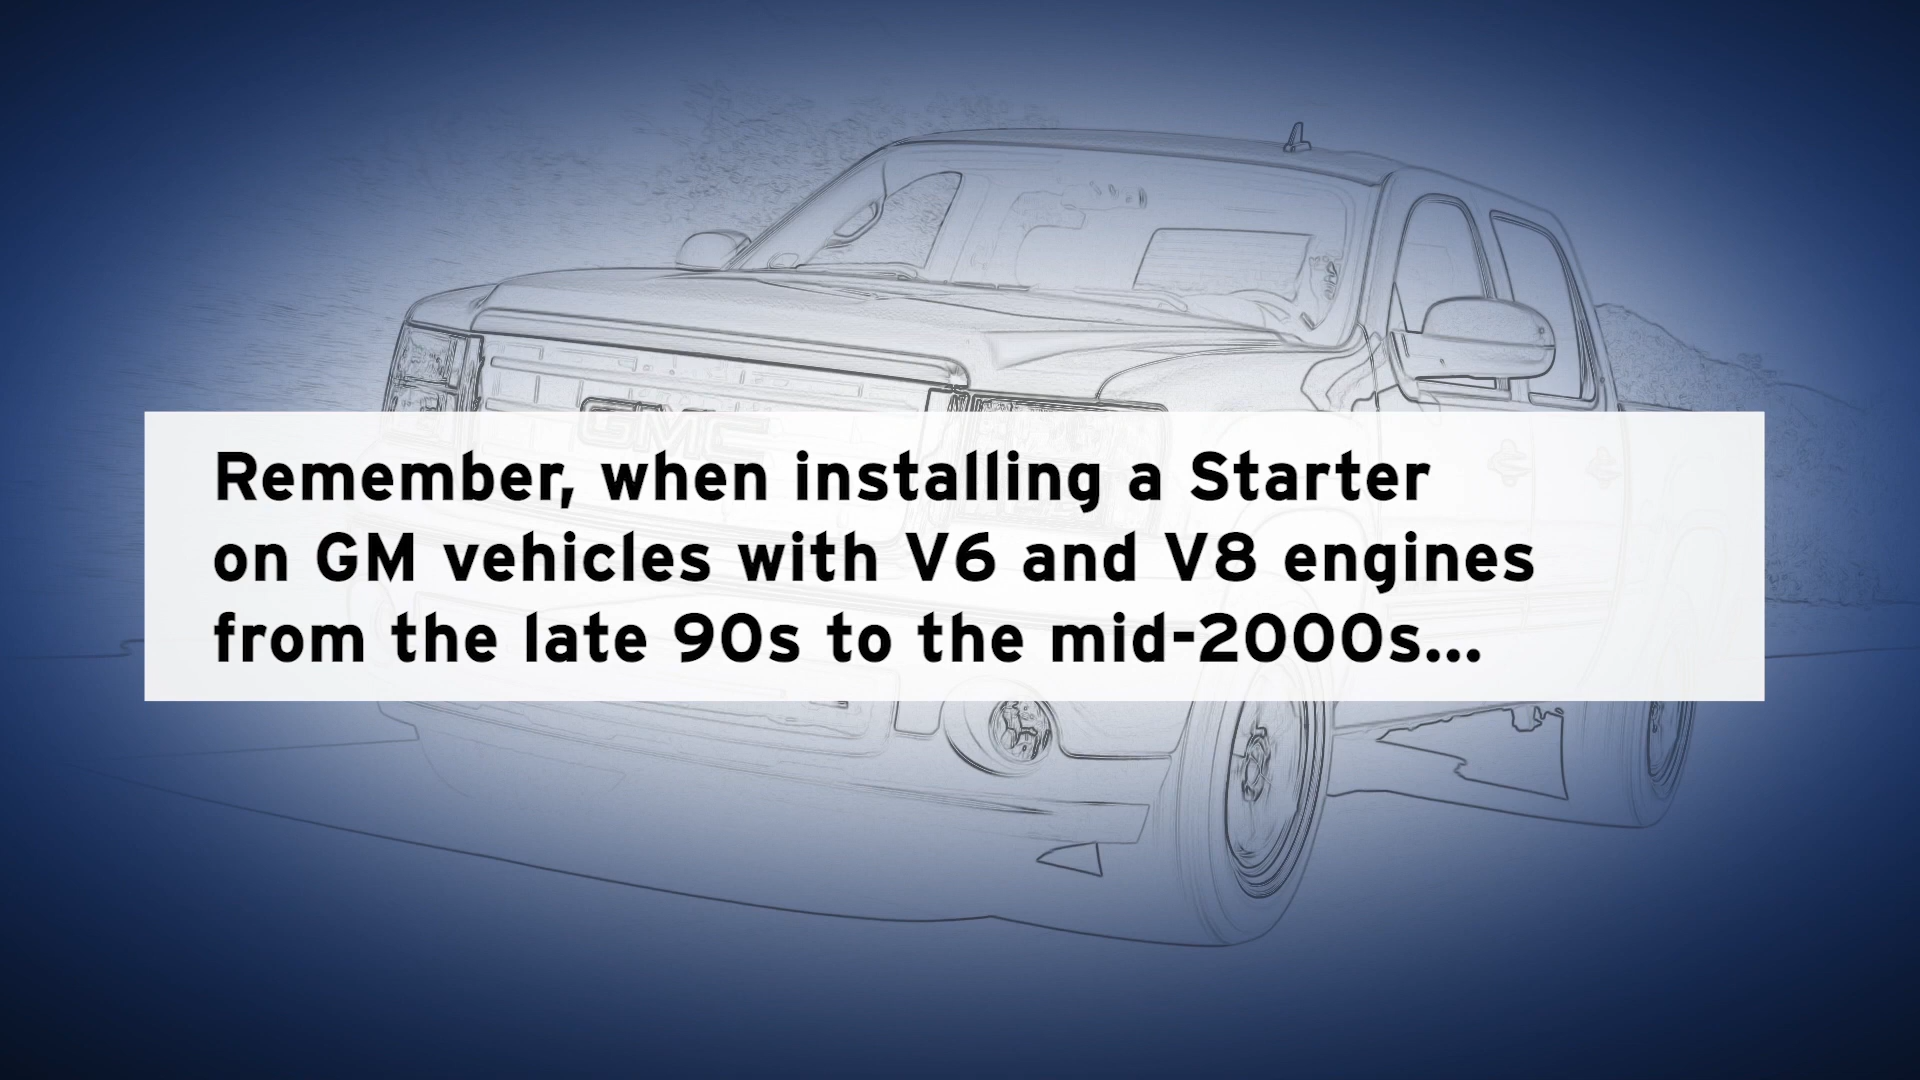 GMC
Remember, when installing a Starter
on GM vehicles with V6 and V8 engines
from the late 90s to the mid-2000s...